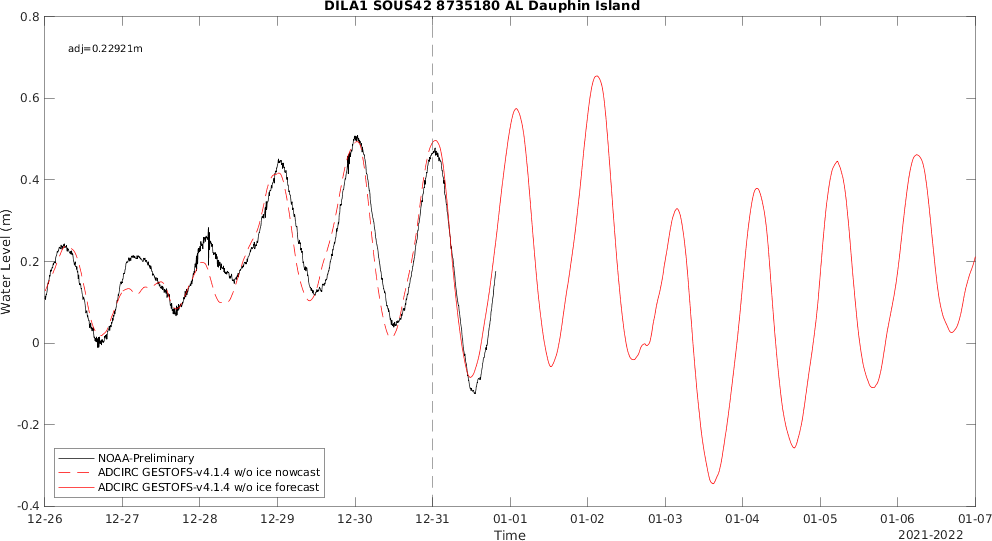 DILA1 SOUS42 8735180 AL Dauphin Island
adj=0.22921m
0.8
0.6
0.4
0.2
0
-0.2
-0.4
Water Level (m)
NOAA-Preliminary
ADCIRC GESTOFS-v4.1.4 w/o ice nowcast
ADCIRC GESTOFS-v4.1.4 w/o ice forecast
12-26 12-27 12-28 12-29 12-30 12-31 01-01 01-02 01-03 01-04 01-05 01-06 01-07
Time
2021-2022